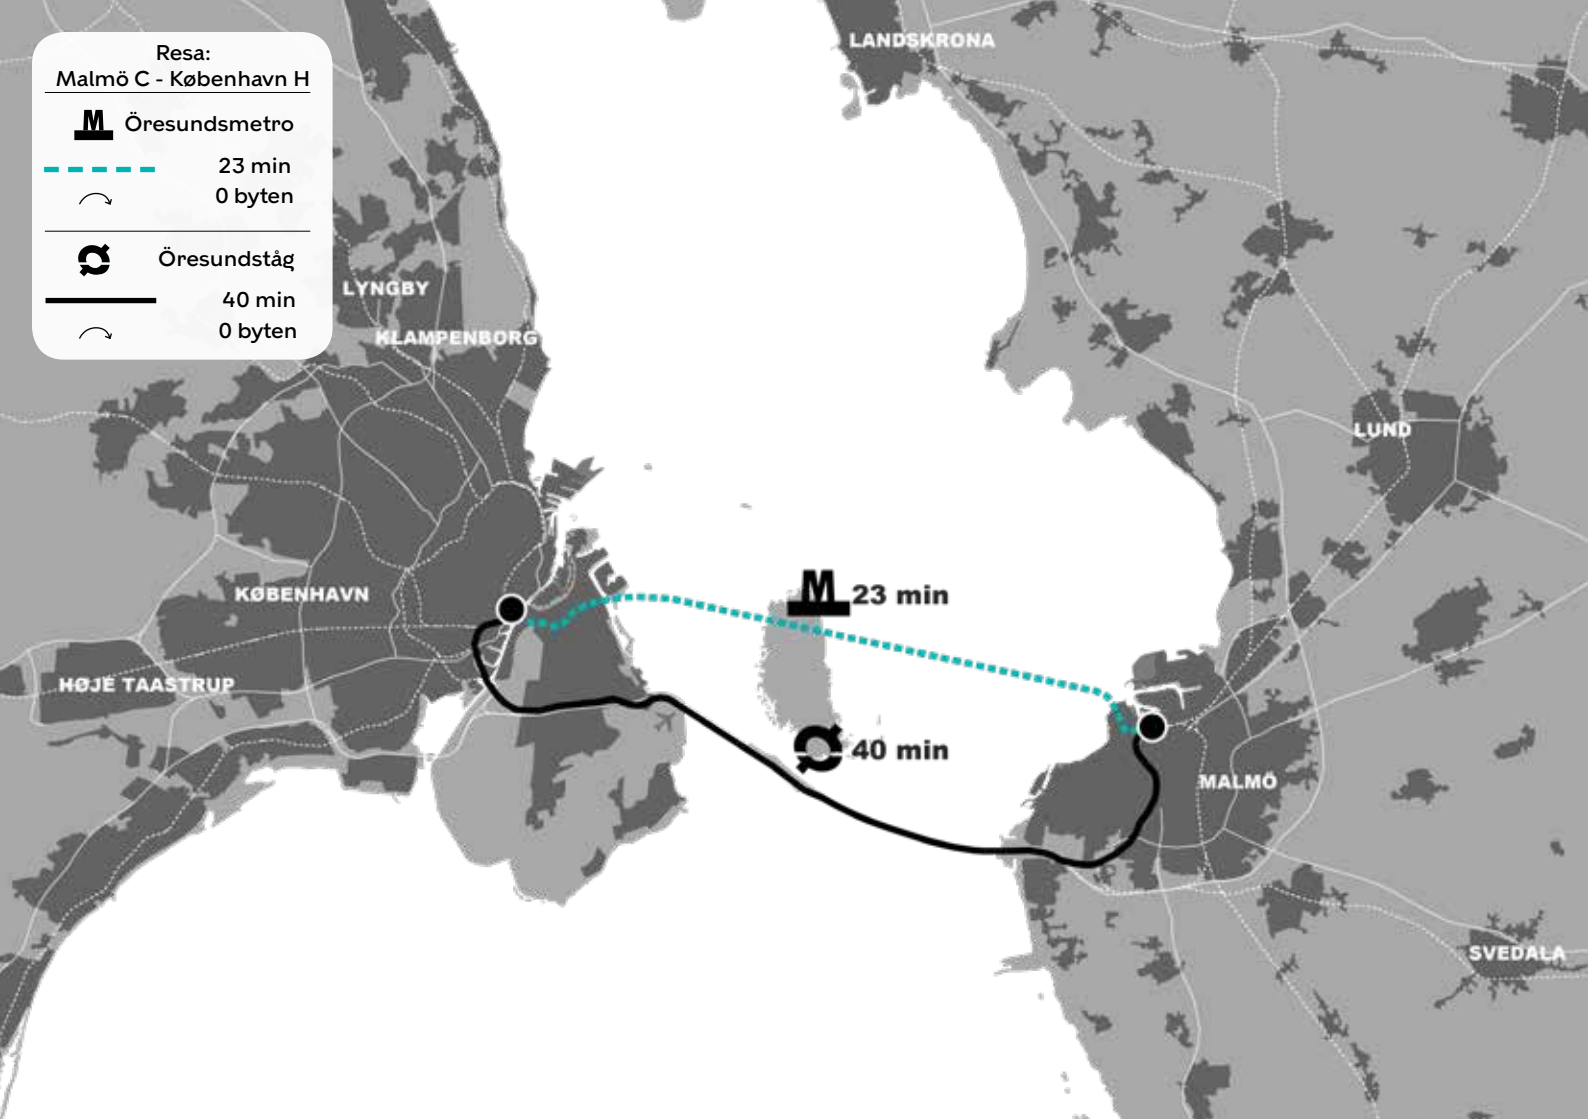 Resa:
Malmö C - København H
M Öresundsmetro
23 min
0 byten
Öresundståg
40 min
0 byten
LANDSKRONA
LYNGBY
KLAMPENBORG
LUND
KØBENHAVN
M 23 min
HØJE TAASTRUP
40 min
MALMÖ
SVEDALA